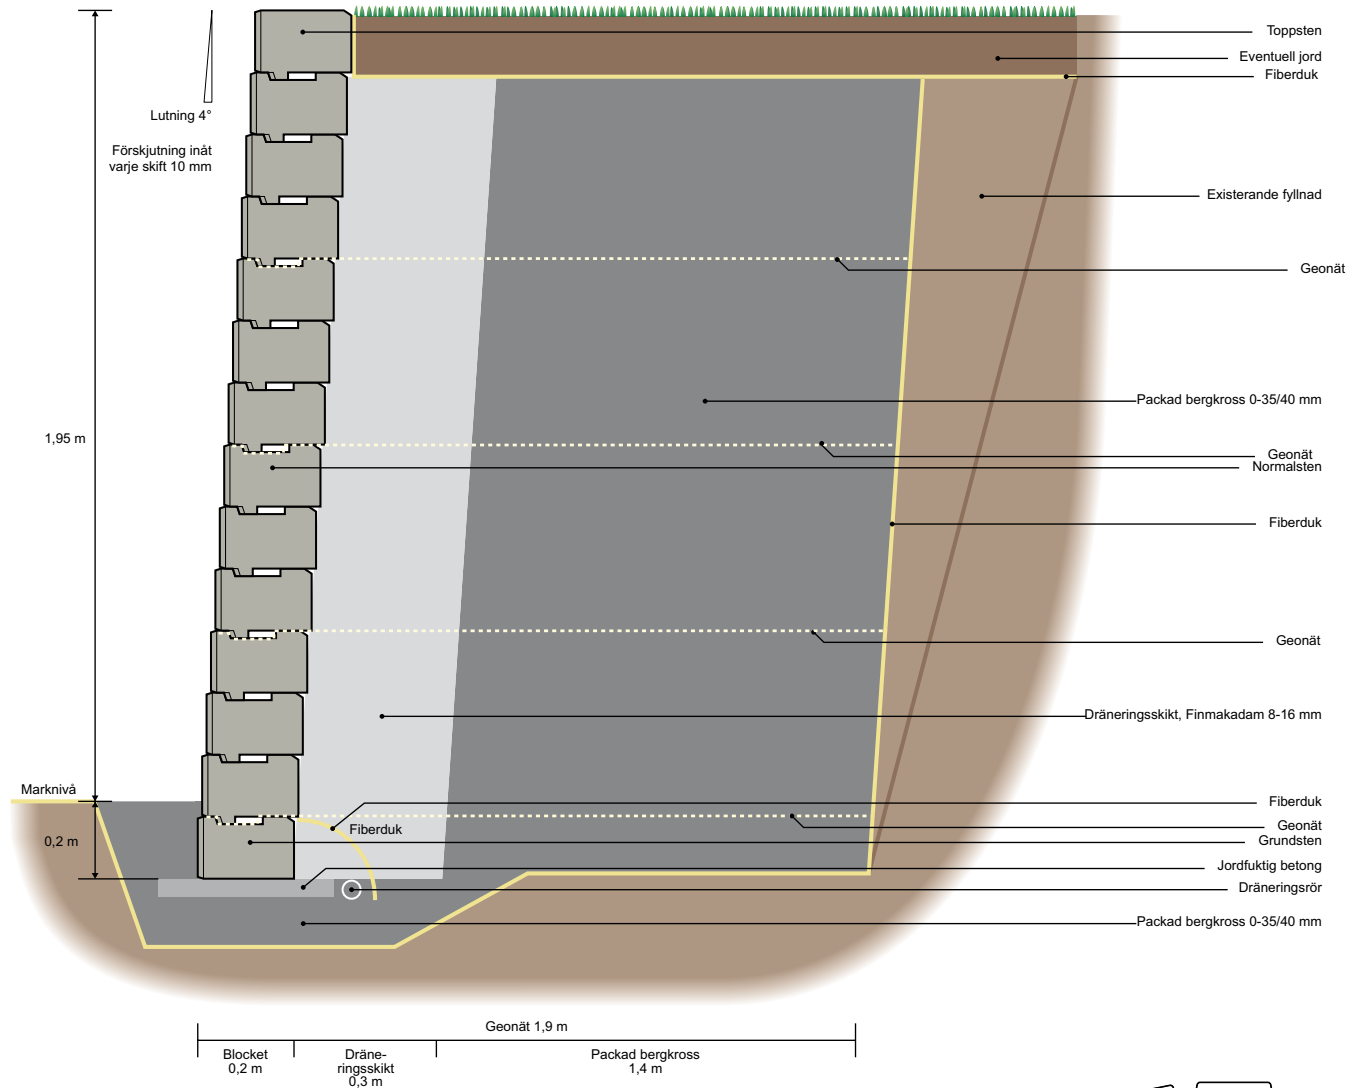 Toppsten
Eventuell jord
Fiberduk
Lutning 4°
Förskjutning inåt
varje skift 10 mm
Existerande fyllnad
Geonät
Packad bergkross 0-35/40 mm
1,95 m
Geonät
Normalsten
Fiberduk
Geonät
Dräneringsskikt, Finmakadam 8-16 mm
Marknivå
Fiberduk
Fiberduk
Geonät
0,2 m
Grundsten
Jordfuktig betong
Dräneringsrör
Packad bergkross 0-35/40 mm
Geonät 1,9 m
Blocket
0,2 m
Dräne-
ringsskikt
0,3 m
Packad bergkross
1,4 m